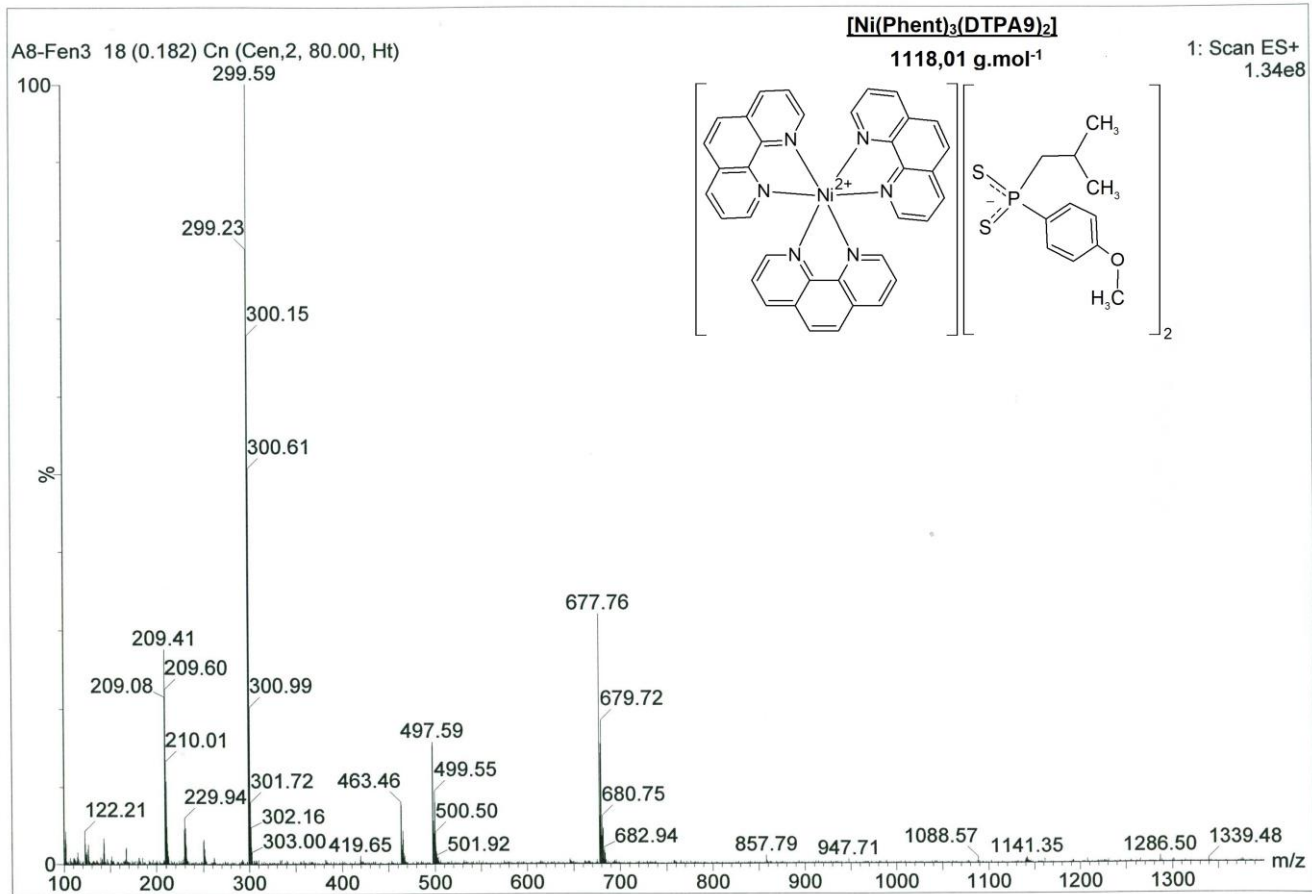 [Ni(Phent)₃(DTPA9)₂]
1118,01 g.mol⁻¹
A8-Fen3 18 (0.182) Cn (Cen,2, 80.00, Ht)
1: Scan ES+
1.34e8
100
%
0
299.59
299.23
300.15
300.61
300.99
301.72
302.16
303.00
209.41
209.60
209.08
210.01
229.94
122.21
419.65
463.46
497.59
499.55
500.50
501.92
677.76
679.72
680.75
682.94
857.79
947.71
1088.57
1141.35
1286.50
1339.48
N
N
N
N
N
N
Ni²⁺
S
S
P
-
CH₃
CH₃
O
H₃C
2
100 200 300 400 500 600 700 800 900 1000 1100 1200 1300
m/z